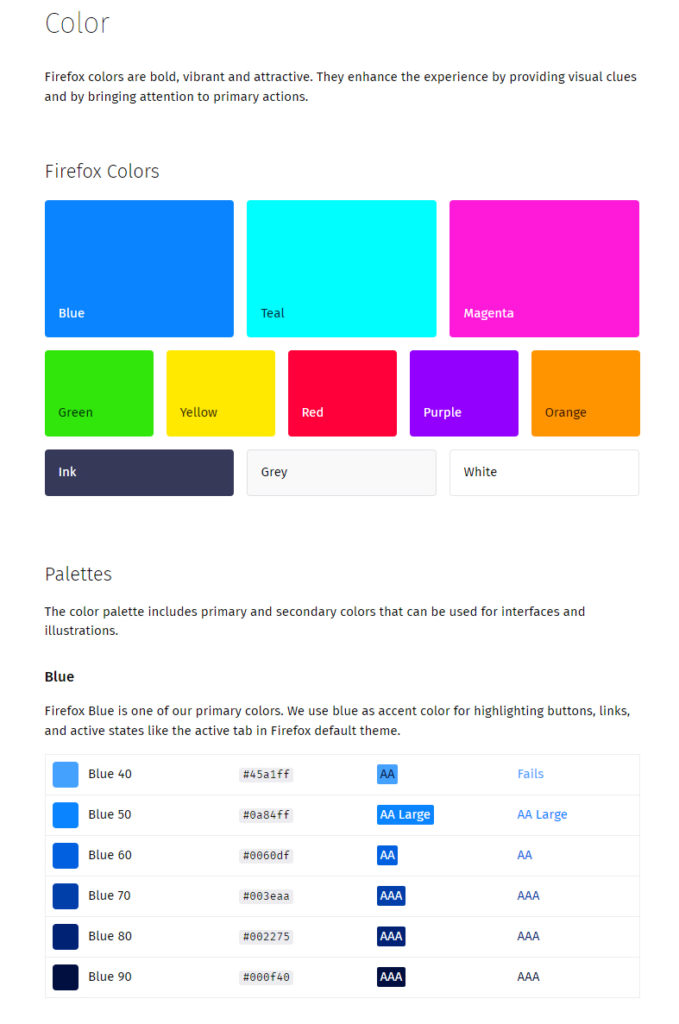 Color
Firefox colors are bold, vibrant and attractive. They enhance the experience by providing visual clues
and by bringing attention to primary actions.
Firefox Colors
Blue
Teal
Magenta
Green
Yellow
Red
Purple
Orange
Ink
Grey
White
Palettes
The color palette includes primary and secondary colors that can be used for interfaces and
illustrations.
Blue
Firefox Blue is one of our primary colors. We use blue as accent color for highlighting buttons, links,
and active states like the active tab in Firefox default theme.
Blue 40 #45a1ff AA Fails
Blue 50 #0a84ff AA Large AA Large
Blue 60 #0060df AA AA
Blue 70 #003eaa AAA AAA
Blue 80 #002275 AAA AAA
Blue 90 #000f40 AAA AAA